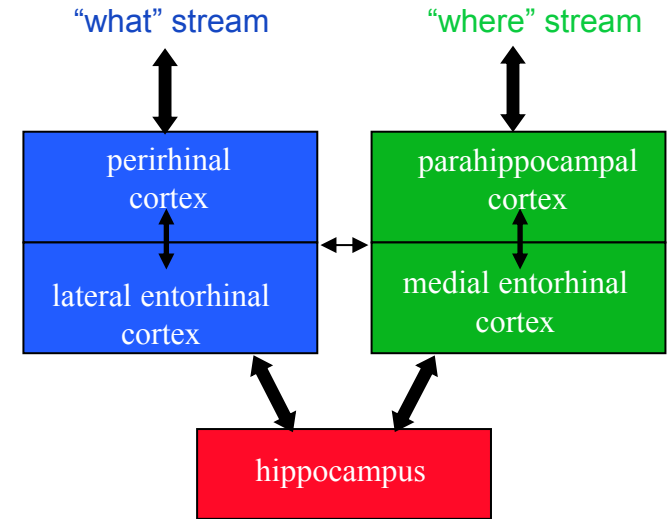 “what” stream
“where” stream
perirhinal
cortex
parahippocampal
cortex
lateral entorhinal
cortex
medial entorhinal
cortex
hippocampus